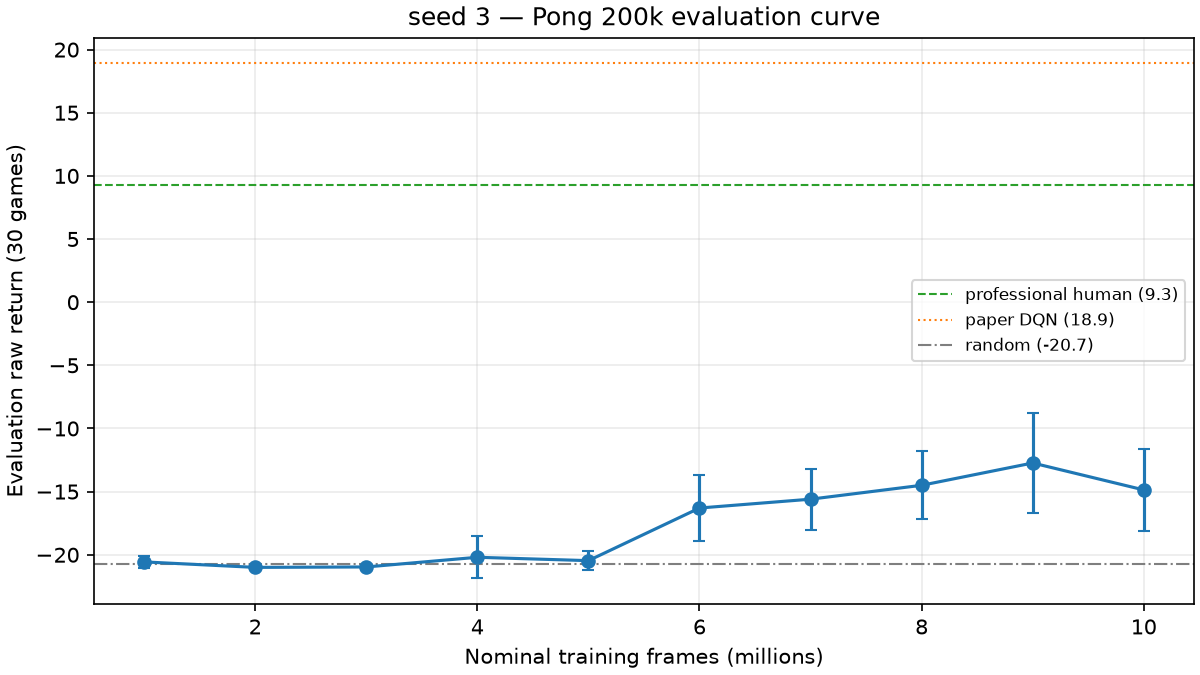 seed 3 — Pong 200k evaluation curve
Evaluation raw return (30 games)
20
15
10
5
0
−5
−10
−15
−20
professional human (9.3)
paper DQN (18.9)
random (-20.7)
2
4
6
8
10
Nominal training frames (millions)